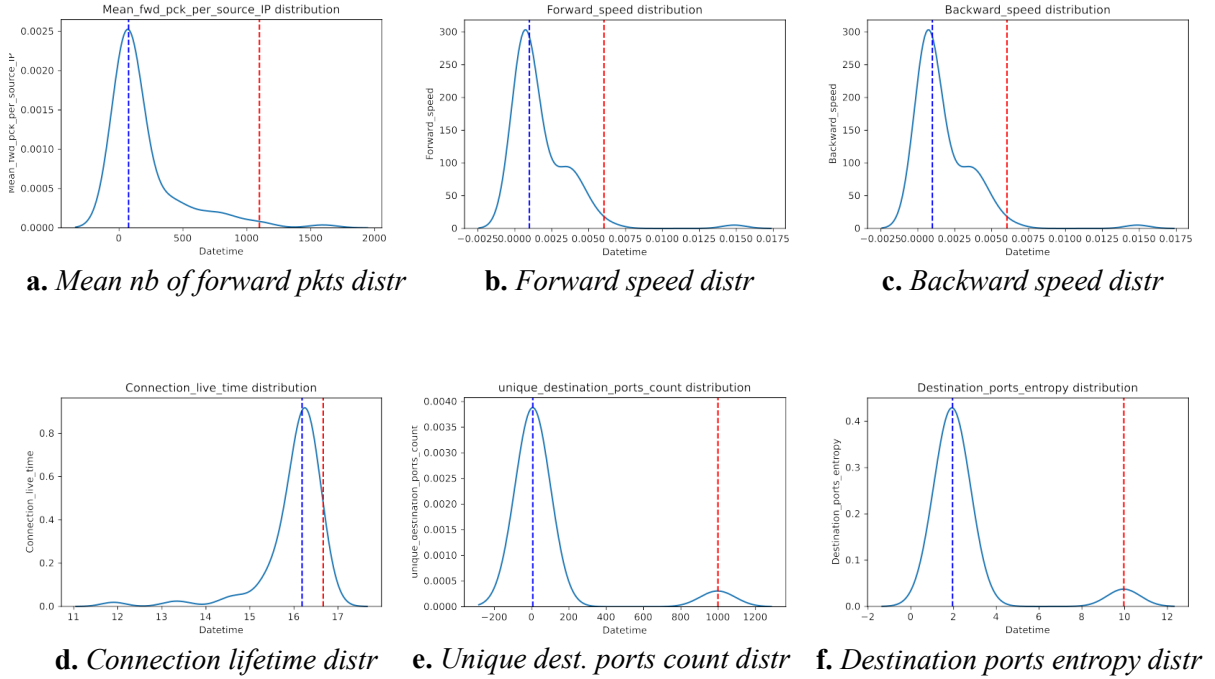 Mean_fwd_pck_per_source_IP distribution
Mean_fwd_pck_per_source_IP
0.0025
0.0020
0.0015
0.0010
0.0005
0.0000
0 500 1000 1500 2000
Datetime
a. Mean nb of forward pkts distr
Forward_speed distribution
Forward_speed
300
250
200
150
100
50
0
−0.0025 0.0000 0.0025 0.0050 0.0075 0.0100 0.0125 0.0150 0.0175
Datetime
b. Forward speed distr
Backward_speed distribution
Backward_speed
300
250
200
150
100
50
0
−0.0025 0.0000 0.0025 0.0050 0.0075 0.0100 0.0125 0.0150 0.0175
Datetime
c. Backward speed distr
Connection_live_time distribution
Connection_live_time
0.8
0.6
0.4
0.2
0.0
11 12 13 14 15 16 17
Datetime
d. Connection lifetime distr
unique_destination_ports_count distribution
unique_destination_ports_count
0.0040
0.0035
0.0030
0.0025
0.0020
0.0015
0.0010
0.0005
0.0000
−200 0 200 400 600 800 1000 1200
Datetime
e. Unique dest. ports count distr
Destination_ports_entropy distribution
Destination_ports_entropy
0.4
0.3
0.2
0.1
0.0
−2 0 2 4 6 8 10 12
Datetime
f. Destination ports entropy distr